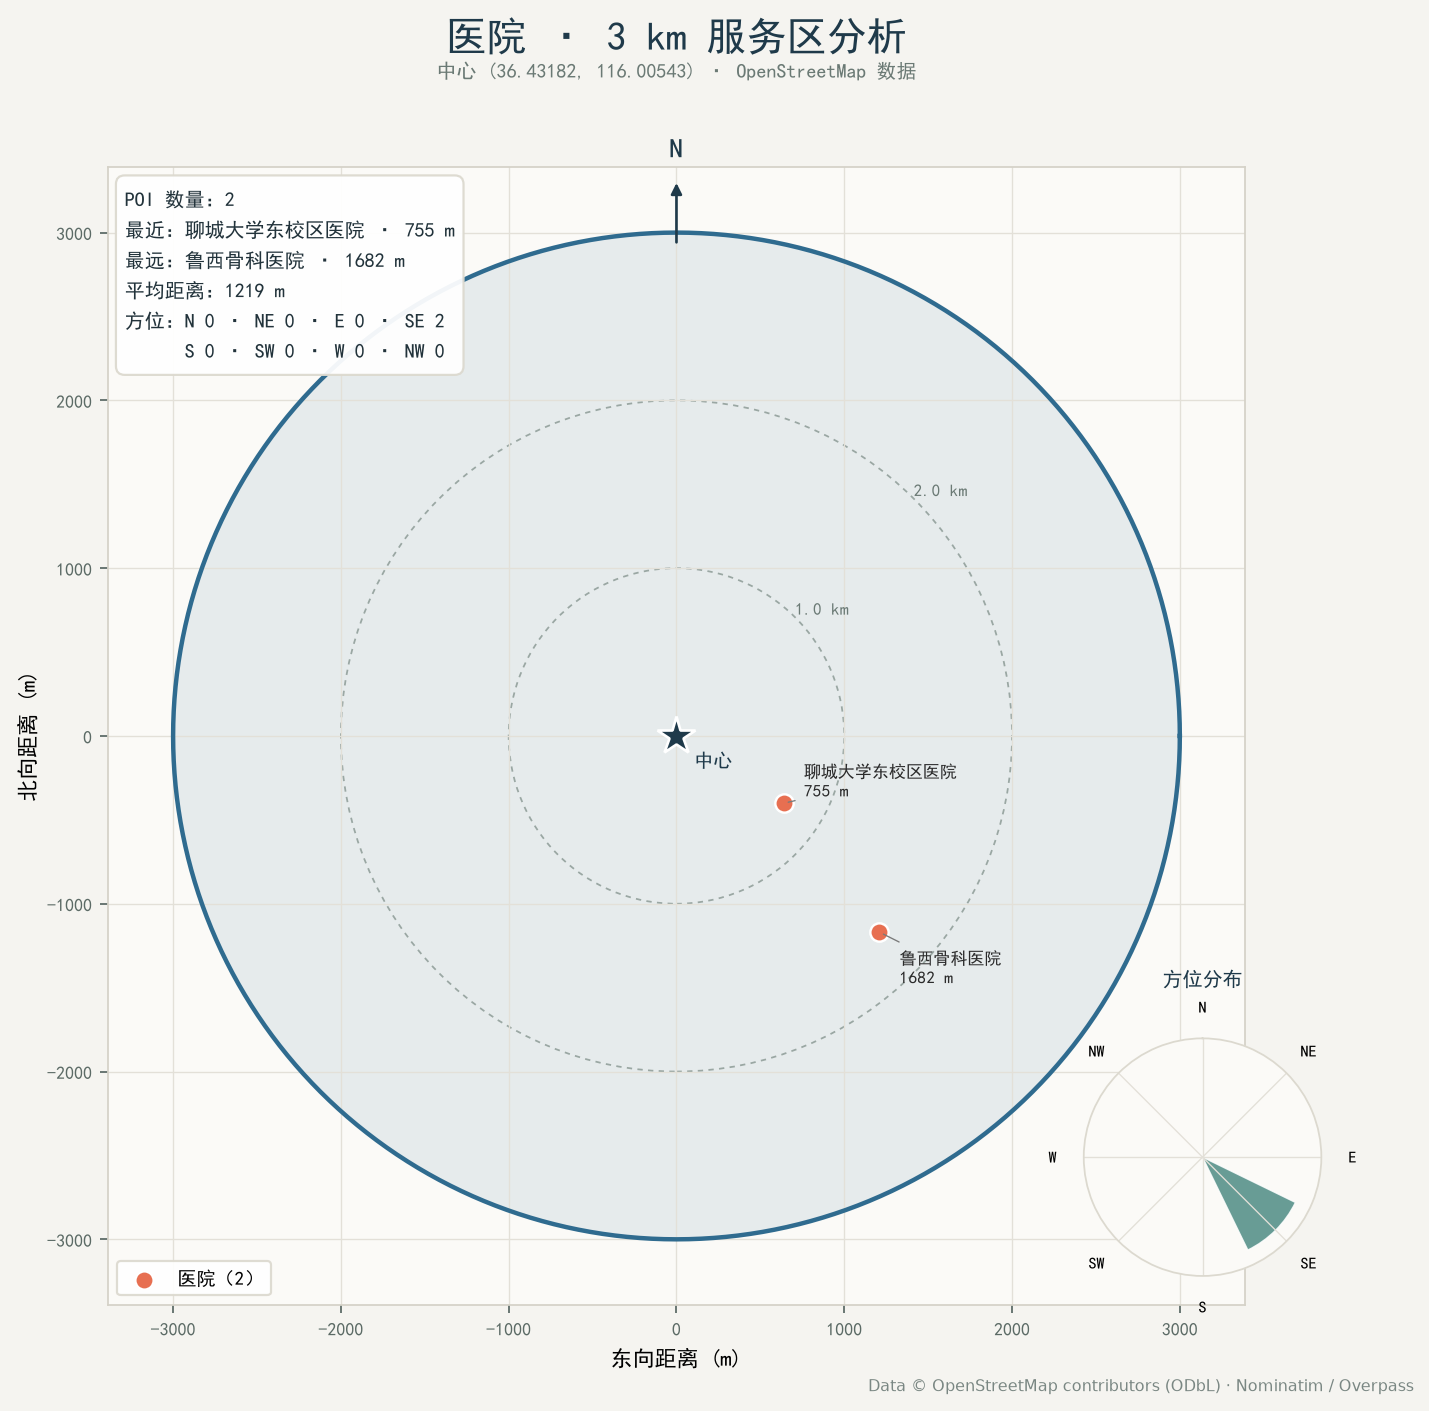 医院 · 3 km 服务区分析
中心 (36.43182, 116.00543) · OpenStreetMap 数据
N
POI 数量: 2
最近: 聊城大学东校区医院 · 755 m
最远: 鲁西骨科医院 · 1682 m
平均距离: 1219 m
方位: N 0 · NE 0 · E 0 · SE 2
S 0 · SW 0 · W 0 · NW 0
3000
2000
1000
0
−1000
−2000
−3000
北向距离 (m)
2.0 km
1.0 km
中心
聊城大学东校区医院
755 m
鲁西骨科医院
1682 m
方位分布
N
NW
NE
W
E
SW
SE
S
医院 (2)
−3000
−2000
−1000
0
1000
2000
3000
东向距离 (m)
Data © OpenStreetMap contributors (ODbL) · Nominatim / Overpass